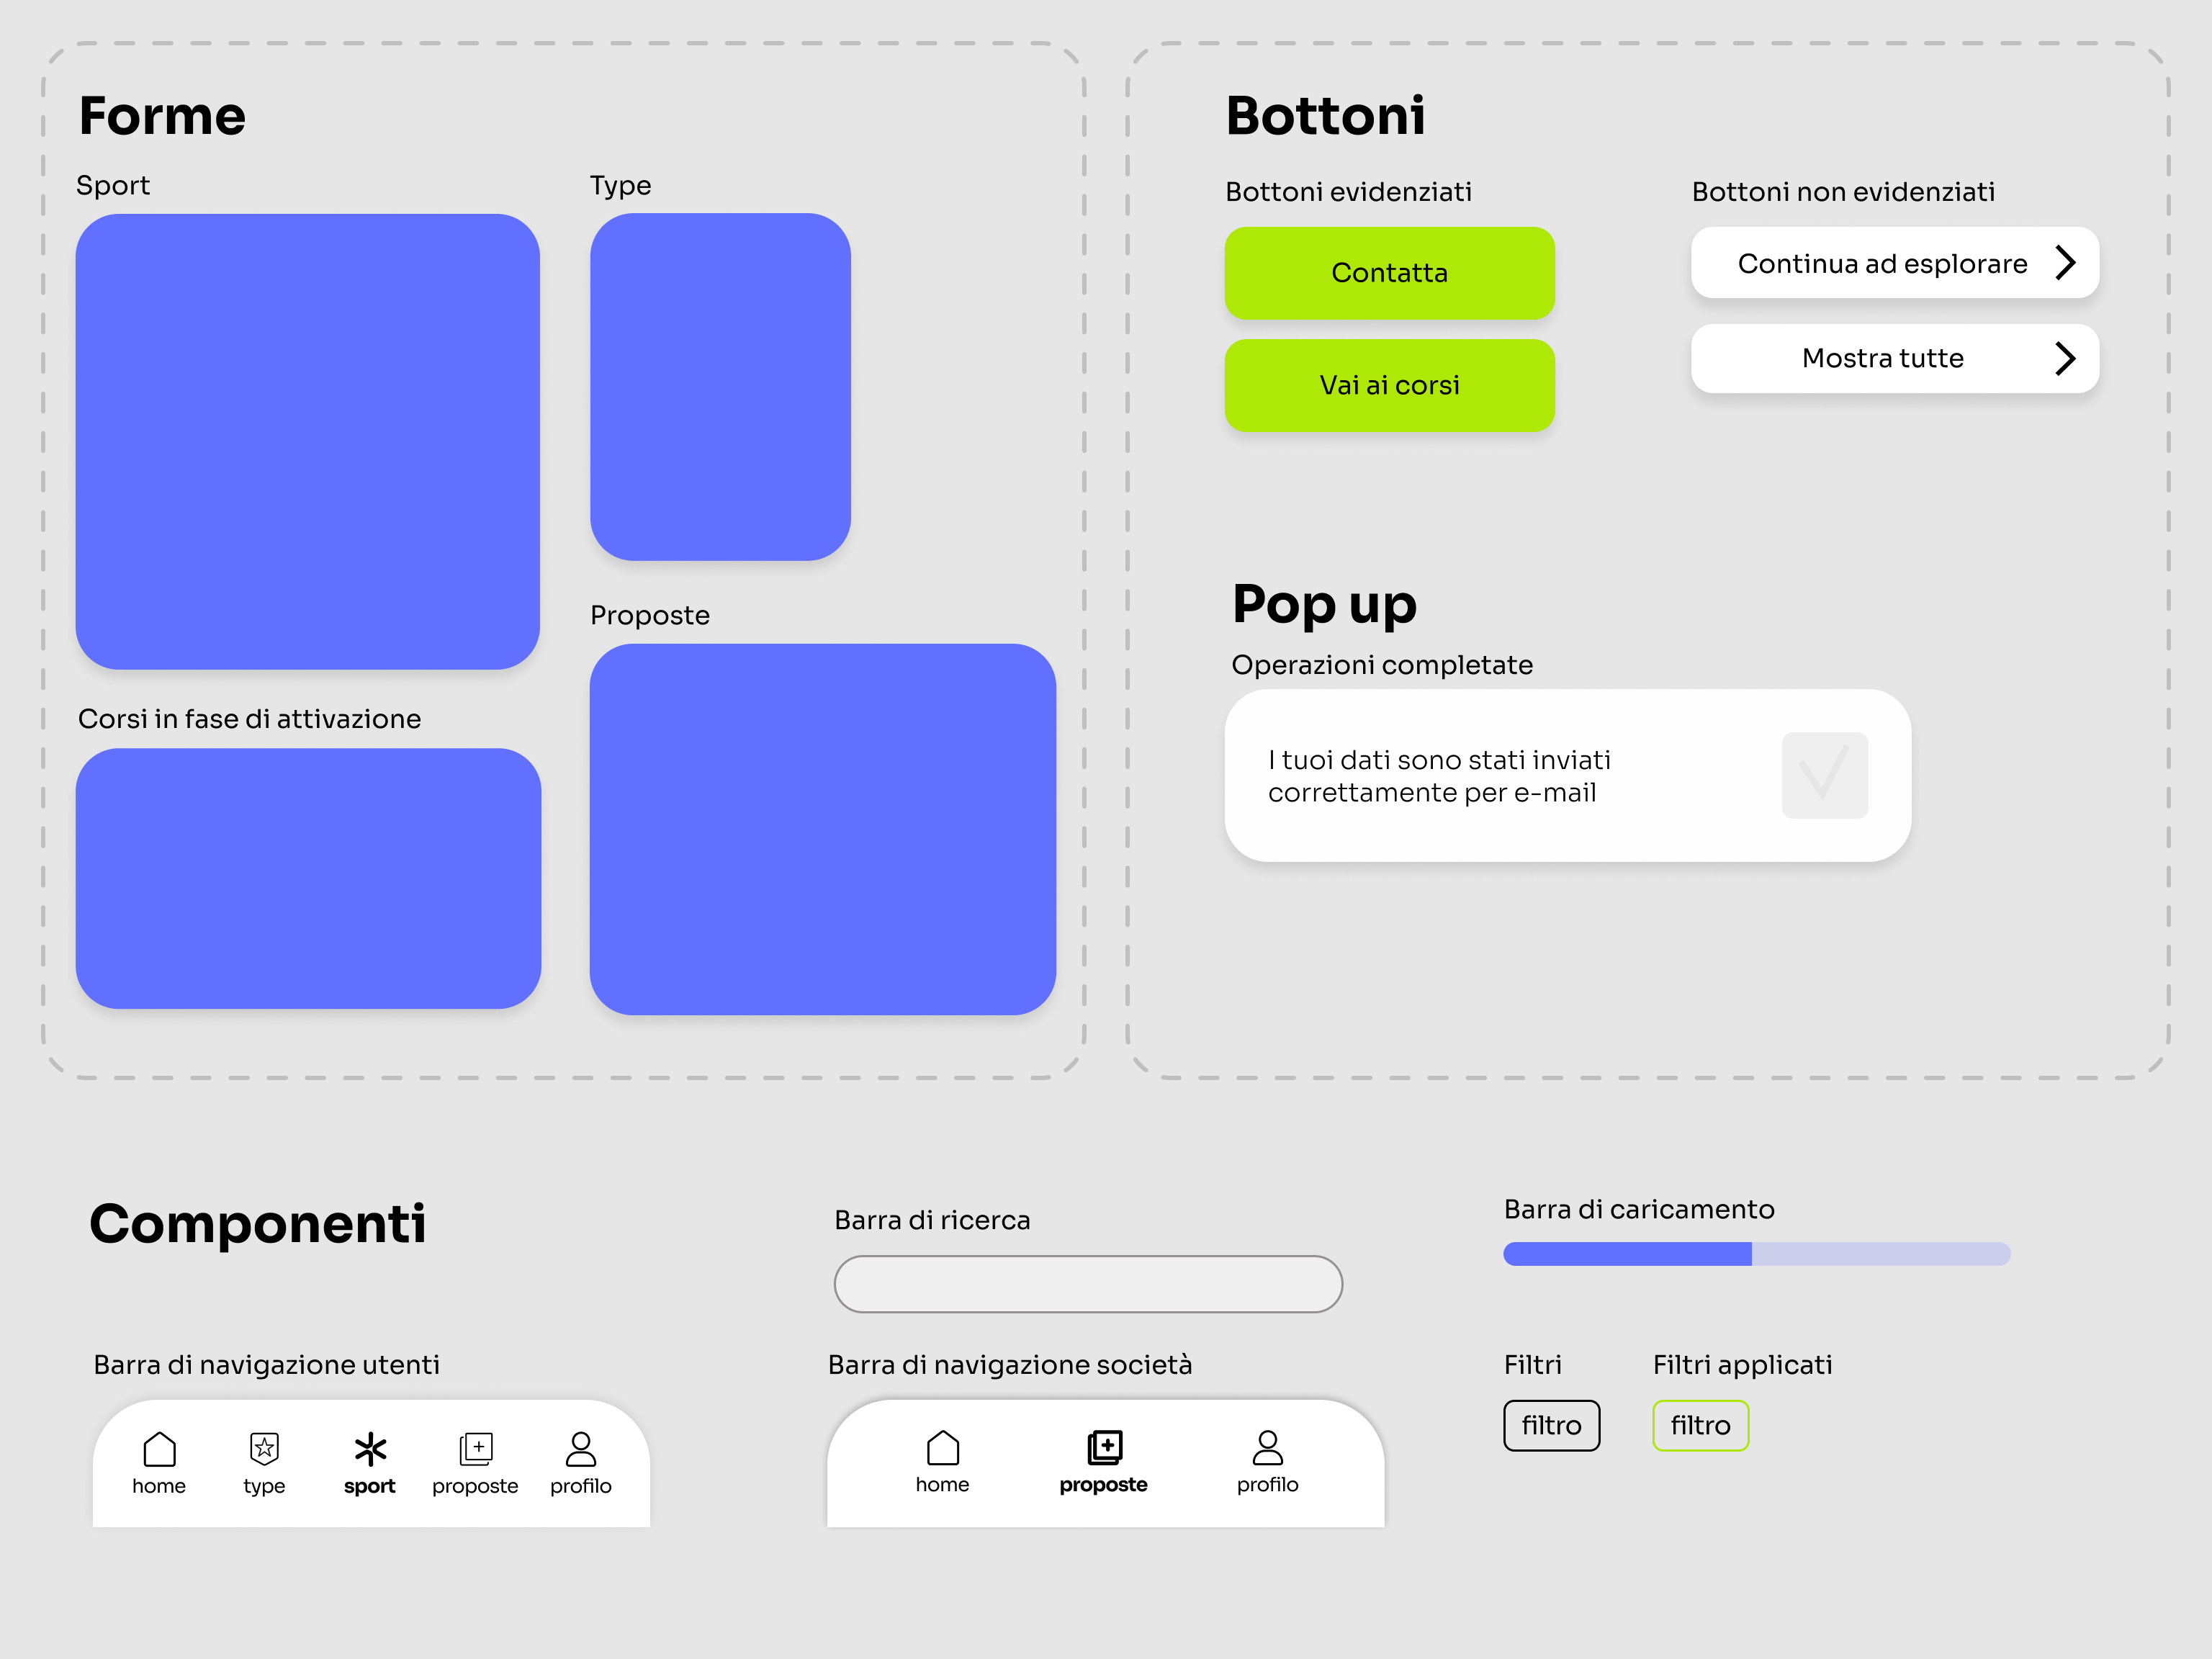 Forme
Sport
Type
Proposte
Corsi in fase di attivazione
Bottoni
Bottoni evidenziati
Contatta
Vai ai corsi
Bottoni non evidenziati
Continua ad esplorare
Mostra tutte
Pop up
Operazioni completate
I tuoi dati sono stati inviati
correttamente per e-mail
Componenti
Barra di ricerca
Barra di caricamento
Barra di navigazione utenti
home
type
sport
proposte
profilo
Barra di navigazione società
home
proposte
profilo
Filtri
filtro
Filtri applicati
filtro